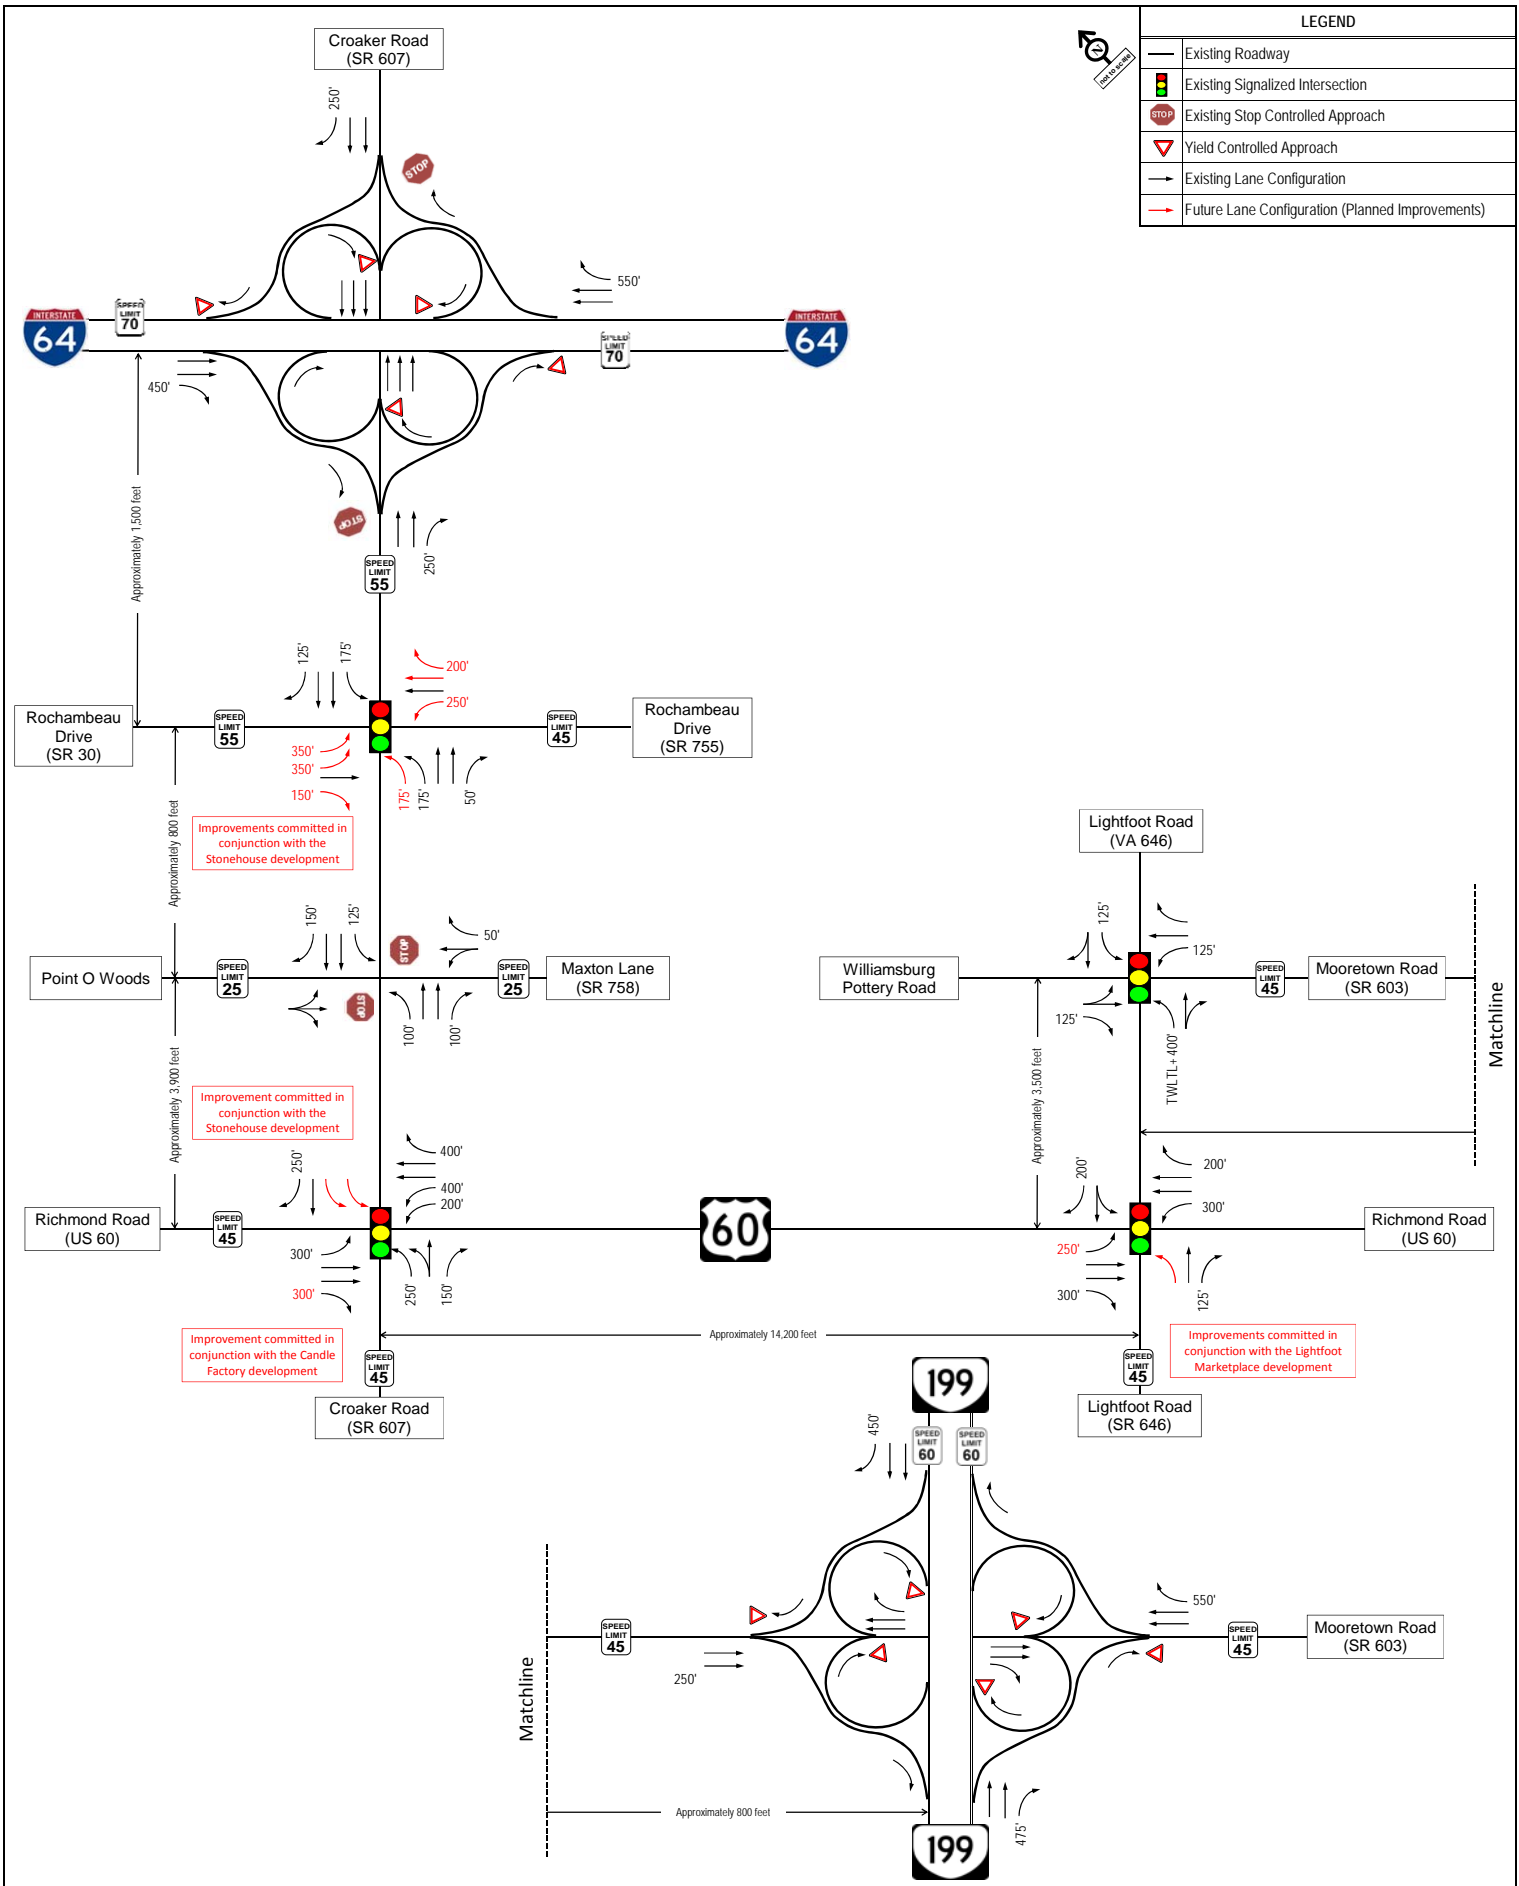 LEGEND
Existing Roadway
Existing Signalized Intersection
STOP
Existing Stop Controlled Approach
Yield Controlled Approach
Existing Lane Configuration
Future Lane Configuration (Planned Improvements)
N
not to scale
Croaker Road
(SR 607)
250'
STOP
550'
INTERSTATE
64
SPEED
LIMIT
70
SPEED
LIMIT
70
INTERSTATE
64
450'
Approximately 1,500 feet
STOP
250'
SPEED
LIMIT
55
125'
175'
200'
250'
Rochambeau
Drive
(SR 30)
SPEED
LIMIT
55
SPEED
LIMIT
45
Rochambeau
Drive
(SR 755)
350'
350'
150'
175'
175'
50'
Improvements committed in
conjunction with the
Stonehouse development
Approximately 800 feet
150'
125'
STOP
50'
Point O Woods
SPEED
LIMIT
25
SPEED
LIMIT
25
Maxton Lane
(SR 758)
STOP
100'
100'
Approximately 3,900 feet
Improvement committed in
conjunction with the
Stonehouse development
250'
400'
400'
200'
Richmond Road
(US 60)
SPEED
LIMIT
45
300'
300'
250'
150'
60
Improvement committed in
conjunction with the Candle
Factory development
SPEED
LIMIT
45
Croaker Road
(SR 607)
Approximately 14,200 feet
Lightfoot Road
(VA 646)
125'
125'
Williamsburg
Pottery Road
SPEED
LIMIT
45
Mooretown Road
(SR 603)
Matchline
125'
TWLTL + 400'
Approximately 3,500 feet
200'
200'
300'
Richmond Road
(US 60)
250'
300'
125'
Improvements committed in
conjunction with the Lightfoot
Marketplace development
SPEED
LIMIT
45
Lightfoot Road
(SR 646)
199
SPEED
LIMIT
60
SPEED
LIMIT
60
450'
Matchline
SPEED
LIMIT
45
250'
550'
SPEED
LIMIT
45
Mooretown Road
(SR 603)
Approximately 800 feet
475'
199